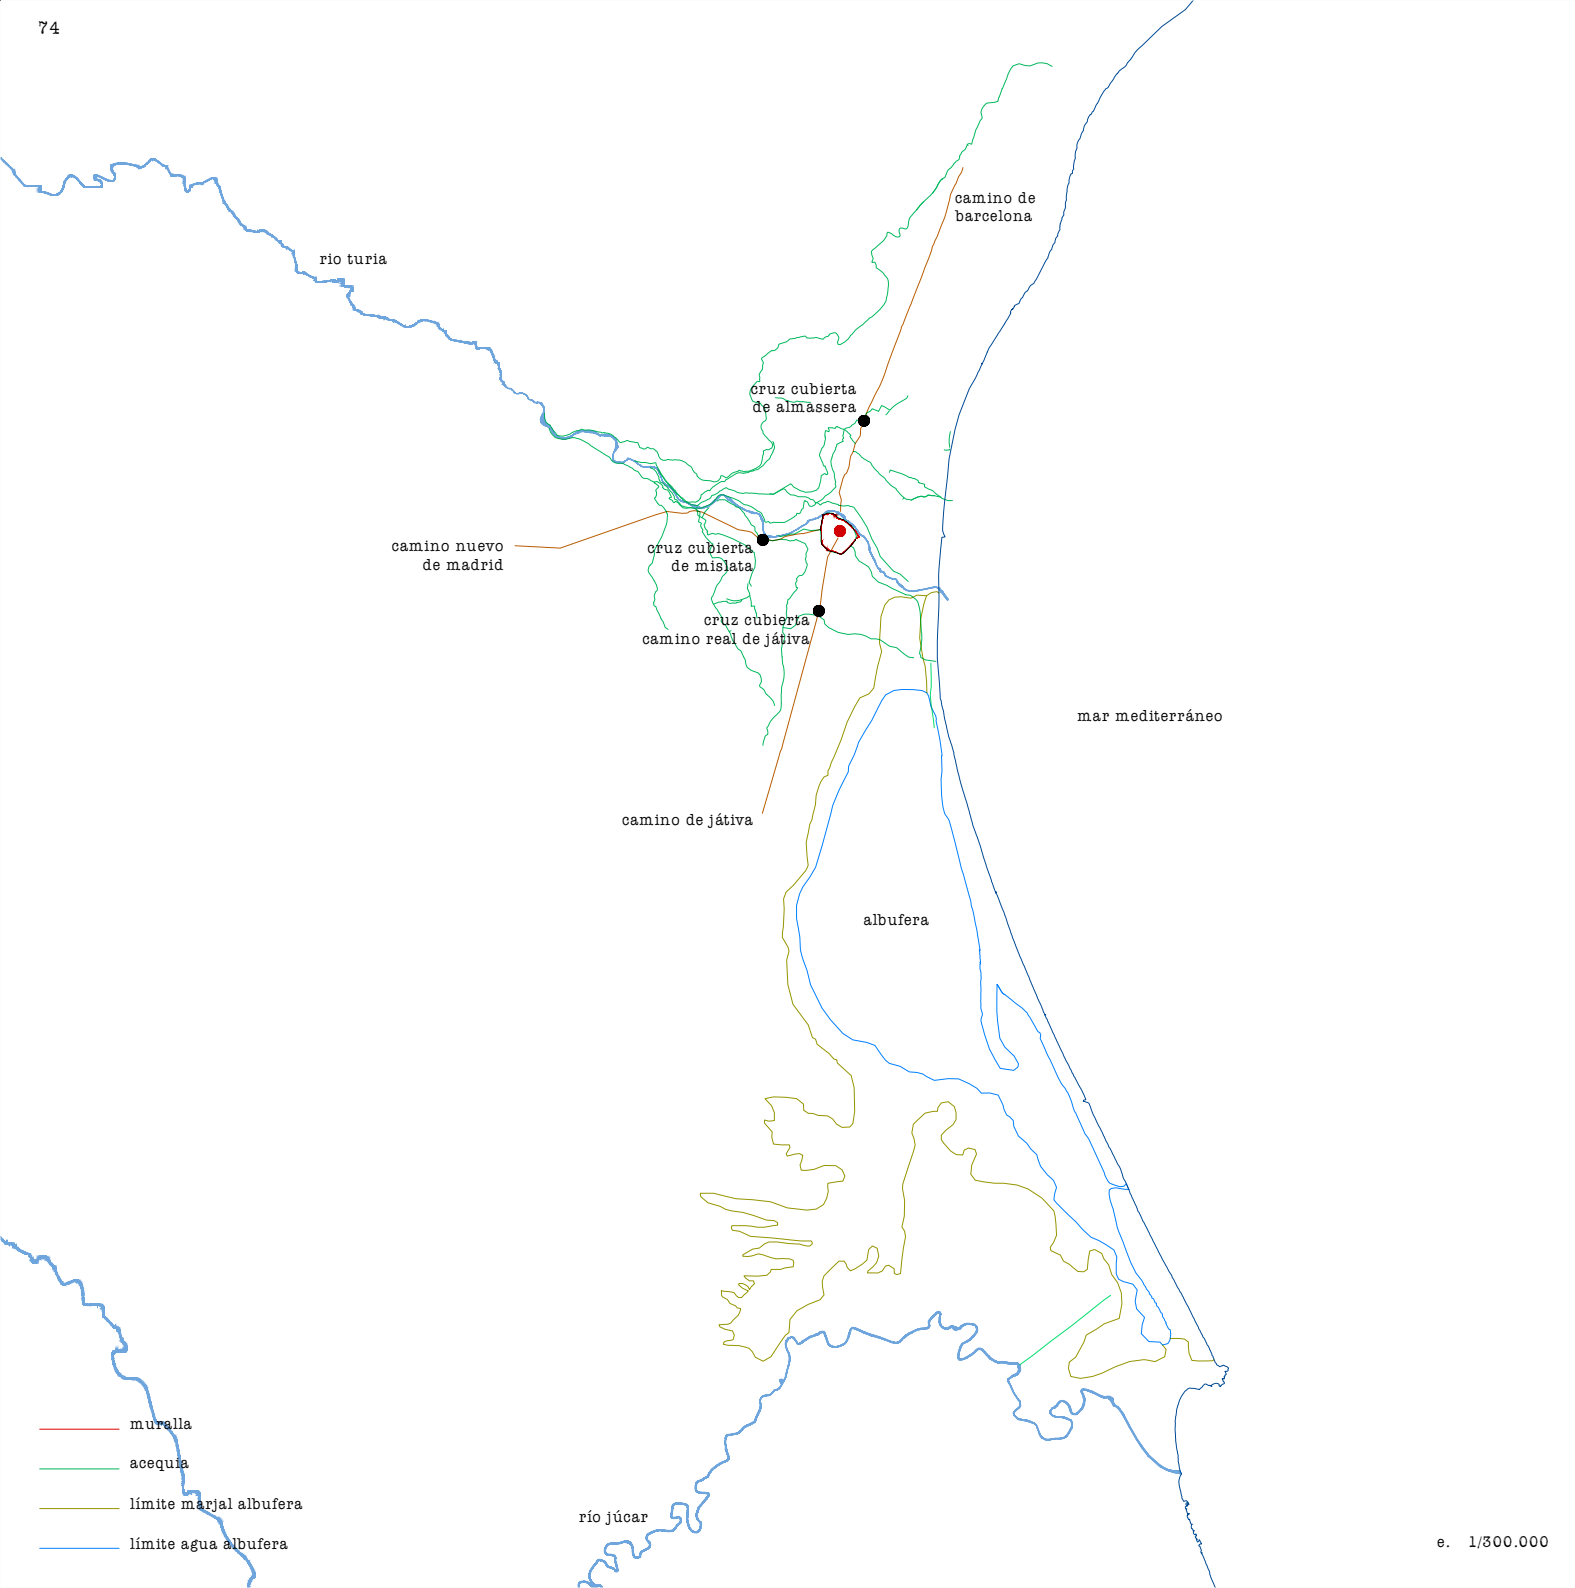 74
camino de
barcelona
rio turia
cruz cubierta
de almassera
camino nuevo
de madrid
cruz cubierta
de mislata
cruz cubierta
camino real de játiva
mar mediterráneo
camino de játiva
albufera
muralla
acequia
límite marjal albufera
límite agua albufera
río júcar
e. 1/300.000